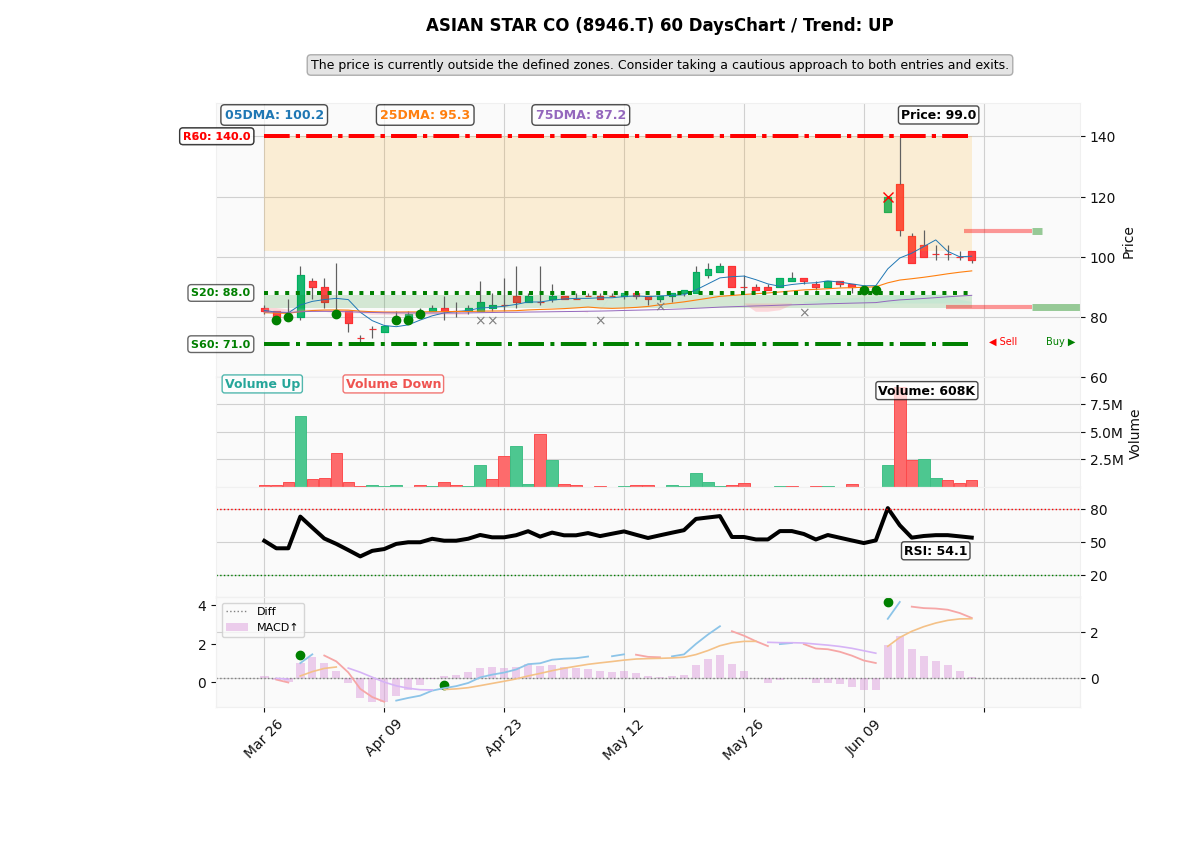 ASIAN STAR CO (8946.T) 60 DaysChart / Trend: UP
The price is currently outside the defined zones. Consider taking a cautious approach to both entries and exits.
05DMA: 100.2
25DMA: 95.3
75DMA: 87.2
Price: 99.0
R60: 140.0
S20: 88.0
S60: 71.0
140
120
100
80
60
Price
◀ Sell
Buy ▶
Volume Up
Volume Down
Volume: 608K
7.5M
5.0M
2.5M
Volume
80
50
20
RSI: 54.1
4
2
0
Diff
MACD↑
2
0
Mar 26
Apr 09
Apr 23
May 12
May 26
Jun 09